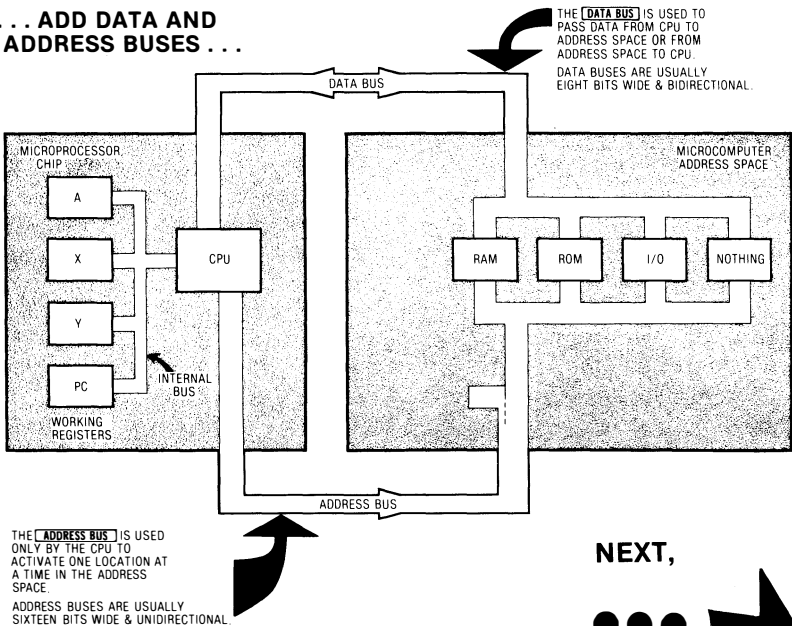 . . . ADD DATA AND
ADDRESS BUSES . . .
THE DATA BUS IS USED TO
PASS DATA FROM CPU TO
ADDRESS SPACE OR FROM
ADDRESS SPACE TO CPU.
DATA BUSES ARE USUALLY
EIGHT BITS WIDE & BIDIRECTIONAL.
DATA BUS
MICROPROCESSOR
CHIP
A
X
Y
PC
CPU
INTERNAL
BUS
WORKING
REGISTERS
MICROCOMPUTER
ADDRESS SPACE
RAM
ROM
I/O
NOTHING
ADDRESS BUS
THE ADDRESS BUS IS USED
ONLY BY THE CPU TO
ACTIVATE ONE LOCATION AT
A TIME IN THE ADDRESS
SPACE.
ADDRESS BUSES ARE USUALLY
SIXTEEN BITS WIDE & UNIDIRECTIONAL.
NEXT,